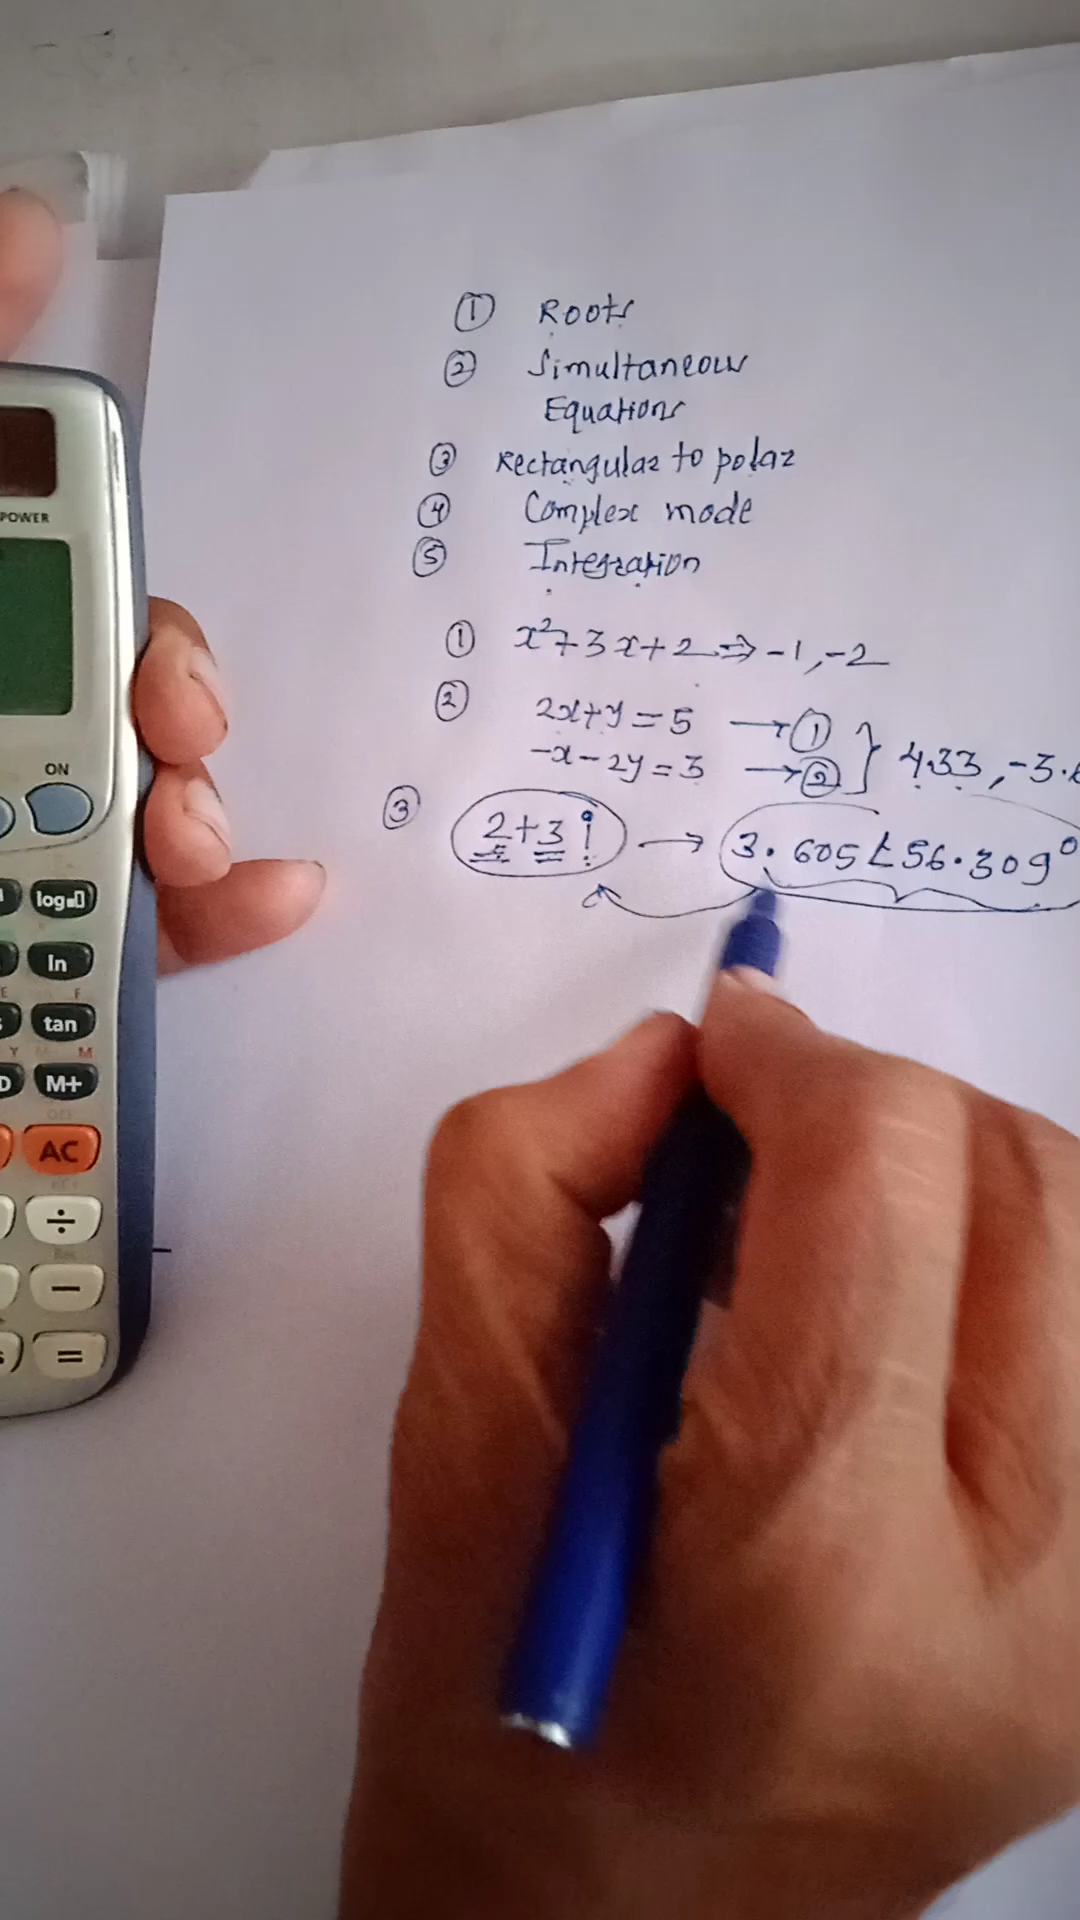 ① Roots
② Simultaneous
Equations
③ Rectangular to polar
④ Complex mode
⑤ Integration
① x²+3x+2 ⇒ -1, -2
② 2x+y=5 → ①
-x-2y=3 → ② } 4.33, -3.
③ 2+3i → 3.605∠56.309°
POWER
ON
log
ln
tan
M+
AC
÷
−
=